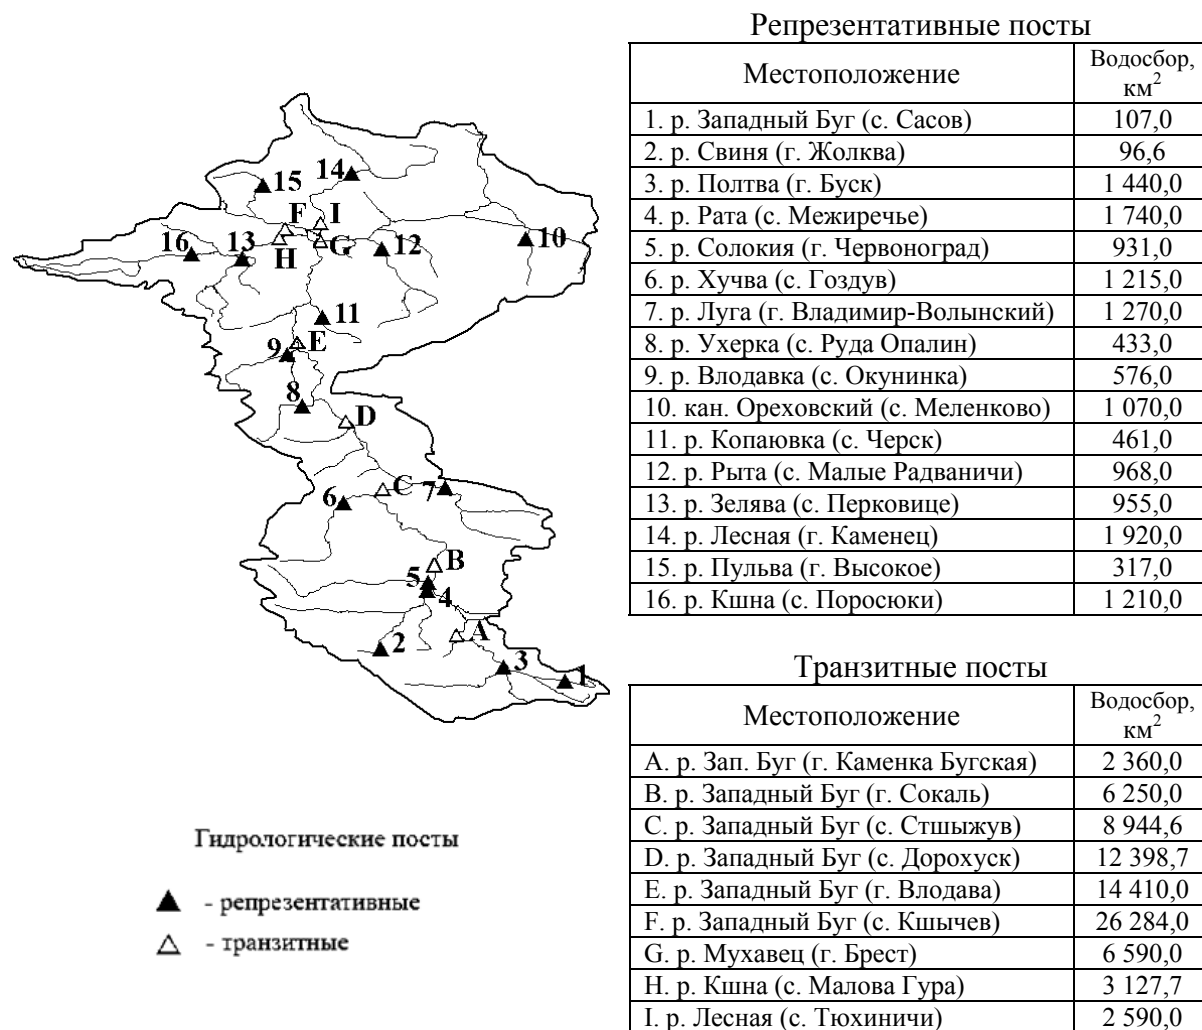 Репрезентативные посты
Местоположение Водосбор, км²
1. р. Западный Буг (с. Сасов) 107,0
2. р. Свиня (г. Жолква) 96,6
3. р. Полтва (г. Буск) 1 440,0
4. р. Рата (с. Межиречье) 1 740,0
5. р. Солокия (г. Червоноград) 931,0
6. р. Хучва (с. Гоздув) 1 215,0
7. р. Луга (г. Владимир-Волынский) 1 270,0
8. р. Ухерка (с. Руда Опалин) 433,0
9. р. Влодавка (с. Окунинка) 576,0
10. кан. Ореховский (с. Меленково) 1 070,0
11. р. Копаювка (с. Черск) 461,0
12. р. Рыта (с. Малые Радваничи) 968,0
13. р. Зелява (с. Перковице) 955,0
14. р. Лесная (г. Каменец) 1 920,0
15. р. Пульва (г. Высокое) 317,0
16. р. Кшна (с. Поросюки) 1 210,0
Транзитные посты
Местоположение Водосбор, км²
A. р. Зап. Буг (г. Каменка Бугская) 2 360,0
B. р. Западный Буг (г. Сокаль) 6 250,0
C. р. Западный Буг (с. Стшыжув) 8 944,6
D. р. Западный Буг (с. Дорохуск) 12 398,7
E. р. Западный Буг (г. Влодава) 14 410,0
F. р. Западный Буг (с. Кшычев) 26 284,0
G. р. Мухавец (г. Брест) 6 590,0
H. р. Кшна (с. Малова Гура) 3 127,7
I. р. Лесная (с. Тюхиничи) 2 590,0
14
15
F
I
16
13
H
G
12
10
11
9
E
8
D
6
C
7
B
5
4
A
2
3
1
Гидрологические посты
- репрезентативные
- транзитные